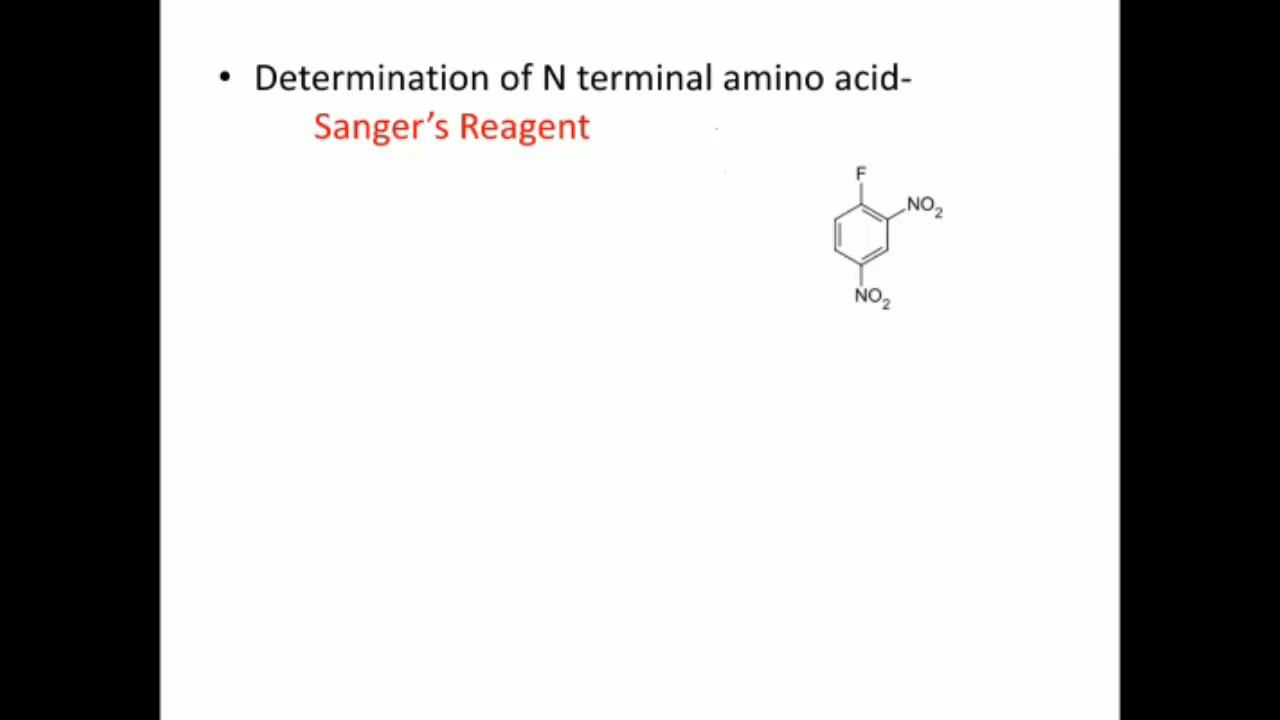 • Determination of N terminal amino acid-
Sanger’s Reagent
F
NO2
NO2